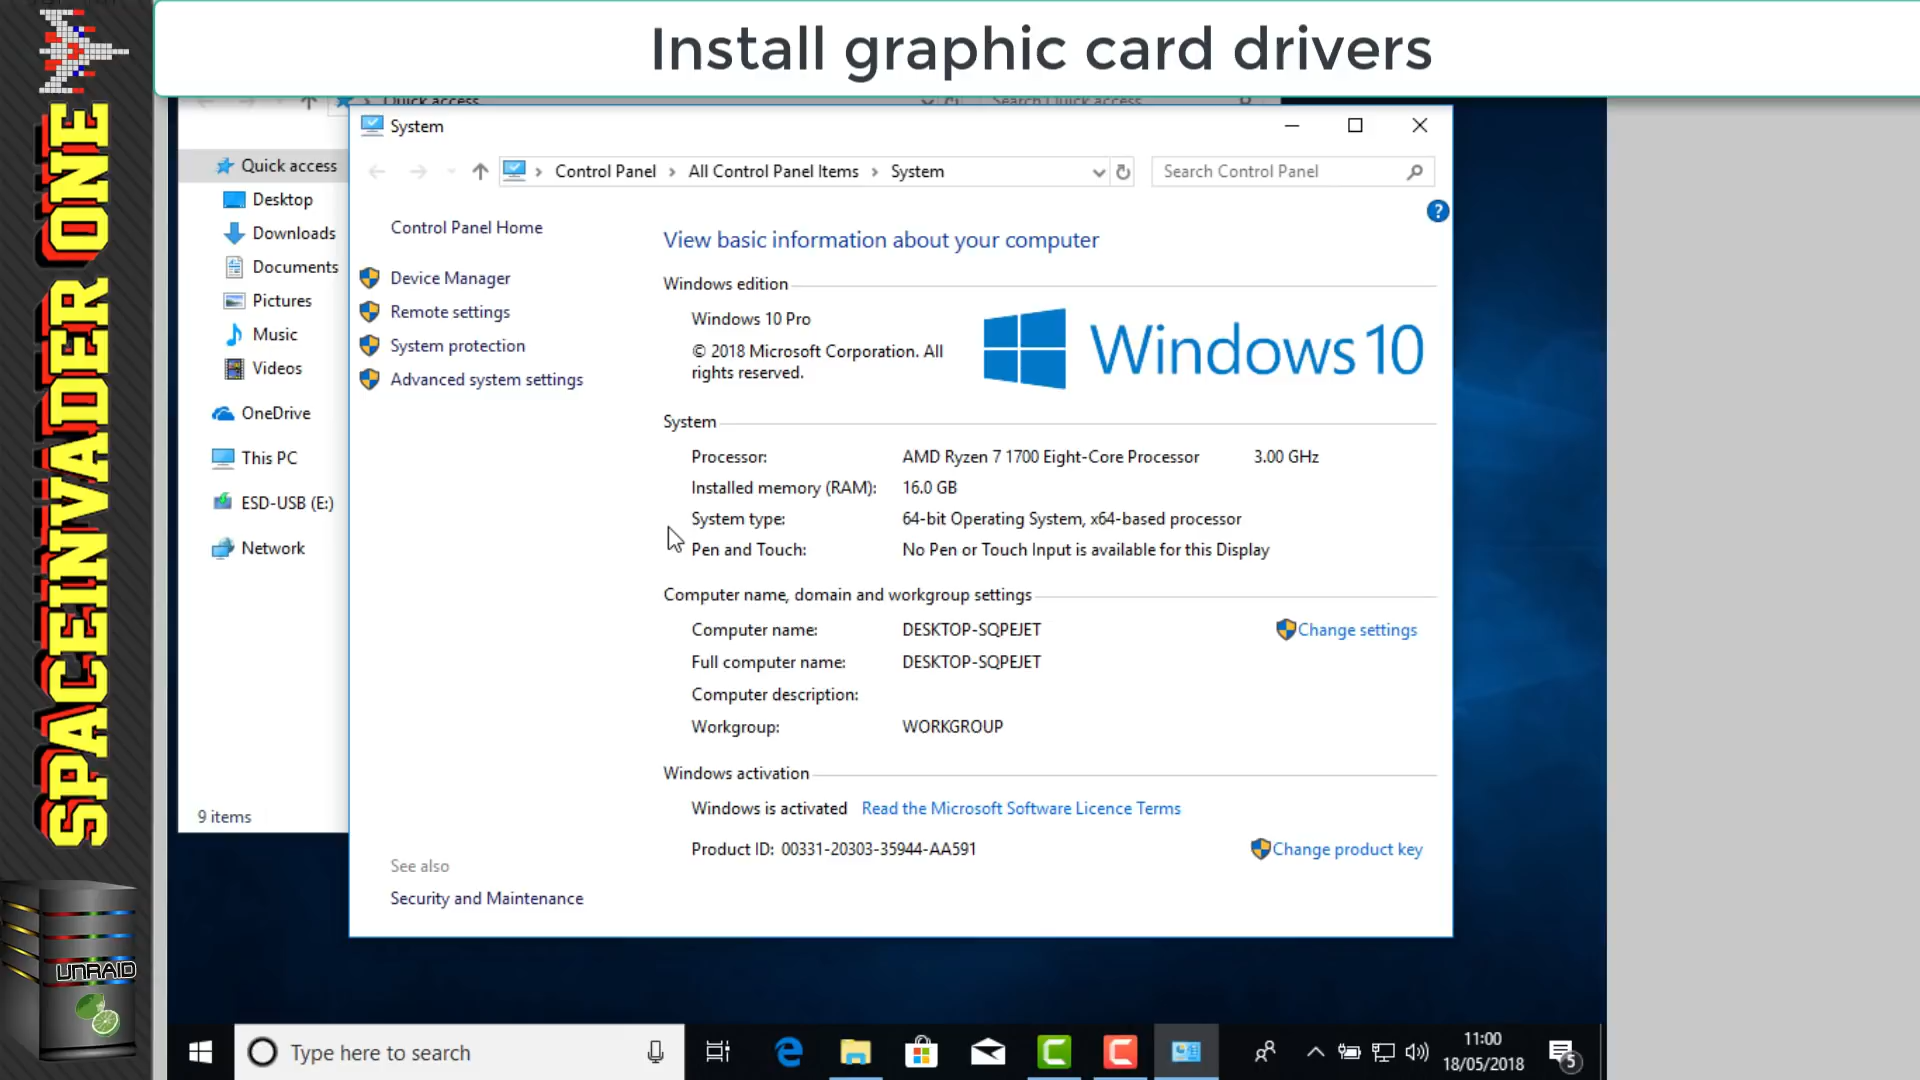 Install graphic card drivers
SPACEINVADER ONE
UNRAID
Quick access
Search Quick access
Quick access
Desktop
Downloads
Documents
Pictures
Music
Videos
OneDrive
This PC
ESD-USB (E:)
Network
9 items
System
Control Panel > All Control Panel Items > System
Search Control Panel
?
Control Panel Home
Device Manager
Remote settings
System protection
Advanced system settings
See also
Security and Maintenance
View basic information about your computer
Windows edition
Windows 10 Pro
© 2018 Microsoft Corporation. All
rights reserved.
Windows 10
System
Processor: AMD Ryzen 7 1700 Eight-Core Processor 3.00 GHz
Installed memory (RAM): 16.0 GB
System type: 64-bit Operating System, x64-based processor
Pen and Touch: No Pen or Touch Input is available for this Display
Computer name, domain and workgroup settings
Computer name: DESKTOP-SQPEJET
Change settings
Full computer name: DESKTOP-SQPEJET
Computer description:
Workgroup: WORKGROUP
Windows activation
Windows is activated Read the Microsoft Software Licence Terms
Product ID: 00331-20303-35944-AA591
Change product key
Type here to search
11:00
18/05/2018
5